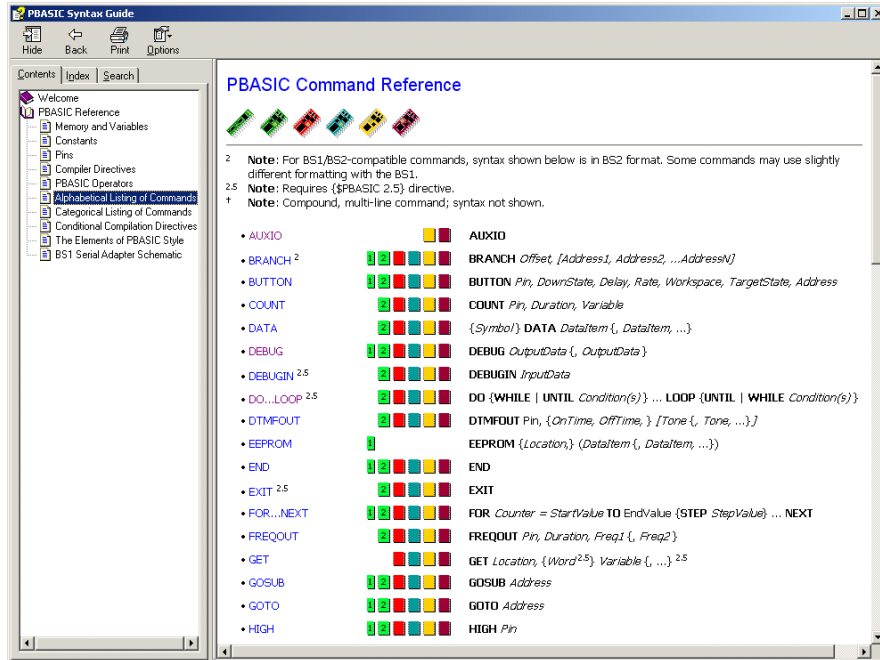 PBASIC Syntax Guide
Hide Back Print Options
Contents Index Search
Welcome
PBASIC Reference
Memory and Variables
Constants
Pins
Compiler Directives
PBASIC Operators
Alphabetical Listing of Commands
Categorical Listing of Commands
Conditional Compilation Directives
The Elements of PBASIC Style
BS1 Serial Adapter Schematic
PBASIC Command Reference
2 Note: For BS1/BS2-compatible commands, syntax shown below is in BS2 format. Some commands may use slightly
different formatting with the BS1.
2.5 Note: Requires {$PBASIC 2.5} directive.
† Note: Compound, multi-line command; syntax not shown.
• AUXIO AUXIO
• BRANCH 2 1 2 BRANCH Offset, [Address1, Address2, ...AddressN]
• BUTTON 1 2 BUTTON Pin, DownState, Delay, Rate, Workspace, TargetState, Address
• COUNT 2 COUNT Pin, Duration, Variable
• DATA 2 {Symbol} DATA DataItem {, DataItem, ...}
• DEBUG 1 2 DEBUG OutputData {, OutputData }
• DEBUGIN 2.5 2 DEBUGIN InputData
• DO...LOOP 2.5 2 DO {WHILE | UNTIL Condition(s)} ... LOOP {UNTIL | WHILE Condition(s)}
• DTMFOUT 2 DTMFOUT Pin, {OnTime, OffTime, } [Tone {, Tone, ...}.]
• EEPROM 1 EEPROM {Location,} (DataItem {, DataItem, ...})
• END 1 2 END
• EXIT 2.5 2 EXIT
• FOR...NEXT 1 2 FOR Counter = StartValue TO EndValue {STEP StepValue} ... NEXT
• FREQOUT 2 FREQOUT Pin, Duration, Freq1 {, Freq2 }
• GET GET Location, {Word2.5} Variable {, ...} 2.5
• GOSUB 1 2 GOSUB Address
• GOTO 1 2 GOTO Address
• HIGH 1 2 HIGH Pin